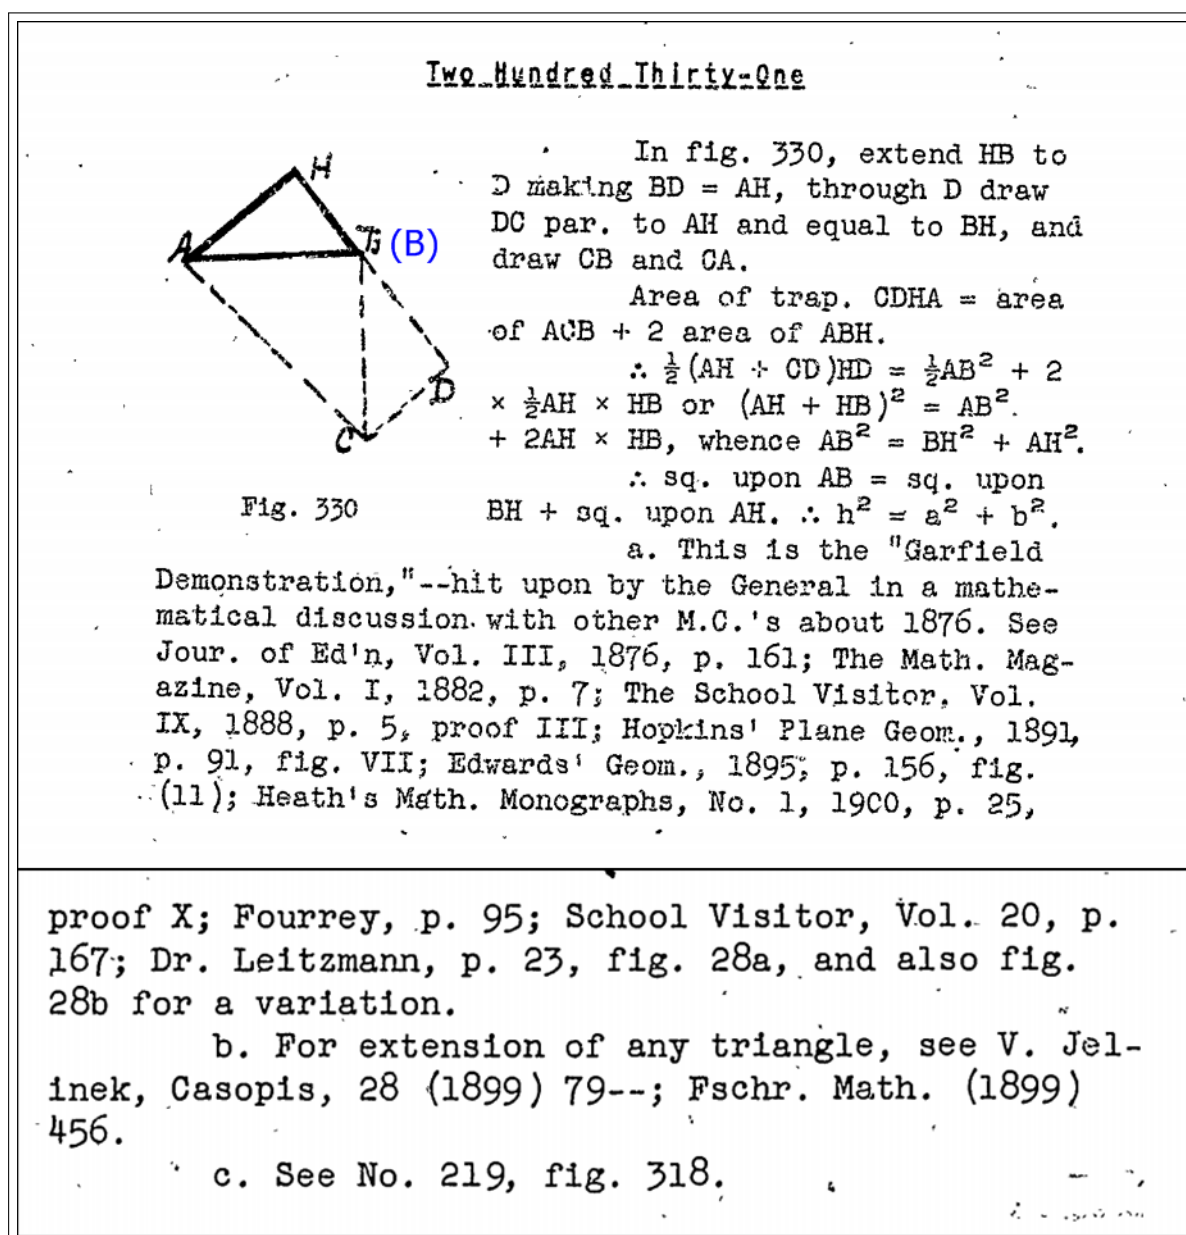 Two Hundred Thirty-One
H
A
B (B)
D
C
Fig. 330
In fig. 330, extend HB to
D making BD = AH, through D draw
DC par. to AH and equal to BH, and
draw CB and CA.
Area of trap. CDHA = area
of ACB + 2 area of ABH.
∴ ½(AH + CD)HD = ½AB² + 2
× ½AH × HB or (AH + HB)² = AB².
+ 2AH × HB, whence AB² = BH² + AH².
∴ sq. upon AB = sq. upon
BH + sq. upon AH. ∴ h² = a² + b².
a. This is the "Garfield
Demonstration,"--hit upon by the General in a mathe-
matical discussion with other M.C.'s about 1876. See
Jour. of Ed'n, Vol. III, 1876, p. 161; The Math. Mag-
azine, Vol. I, 1882, p. 7; The School Visitor, Vol.
IX, 1888, p. 5, proof III; Hopkins' Plane Geom., 1891,
p. 91, fig. VII; Edwards' Geom., 1895, p. 156, fig.
(11); Heath's Math. Monographs, No. 1, 1900, p. 25,
proof X; Fourrey, p. 95; School Visitor, Vol. 20, p.
167; Dr. Leitzmann, p. 23, fig. 28a, and also fig.
28b for a variation.
b. For extension of any triangle, see V. Jel-
inek, Casopis, 28 (1899) 79--; Fschr. Math. (1899)
456.
c. See No. 219, fig. 318.